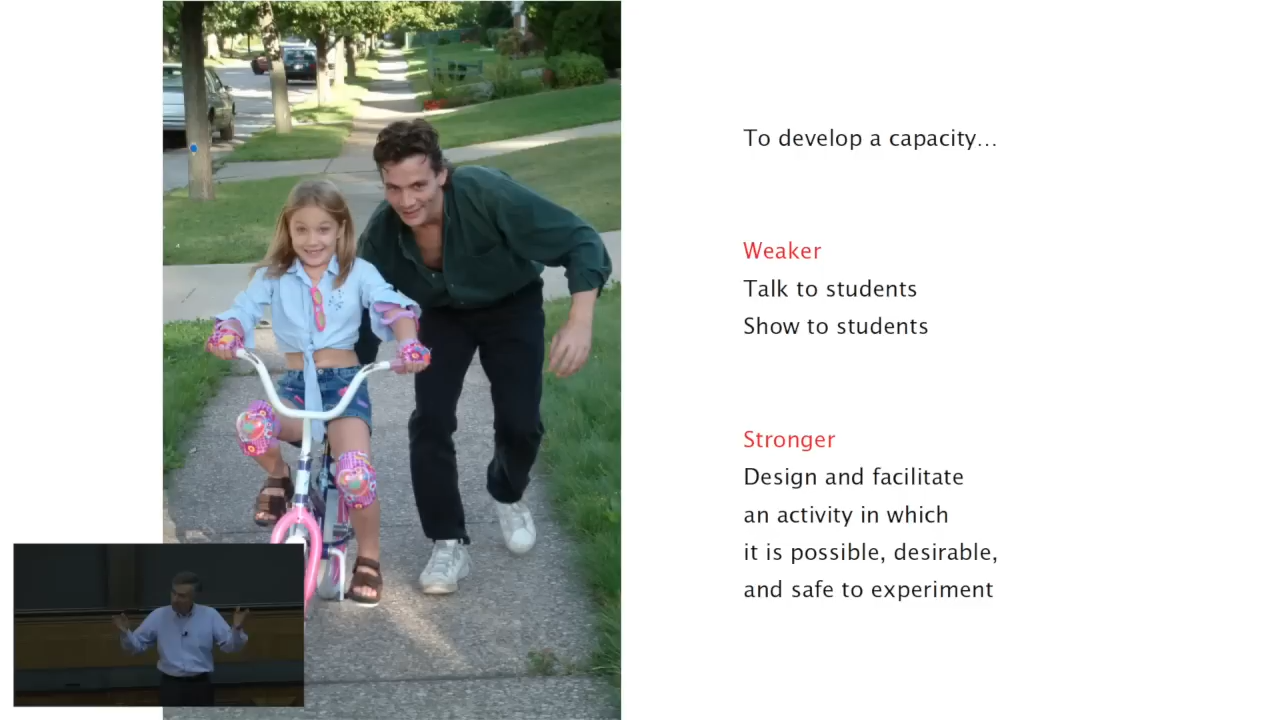 To develop a capacity…
Weaker
Talk to students
Show to students
Stronger
Design and facilitate
an activity in which
it is possible, desirable,
and safe to experiment